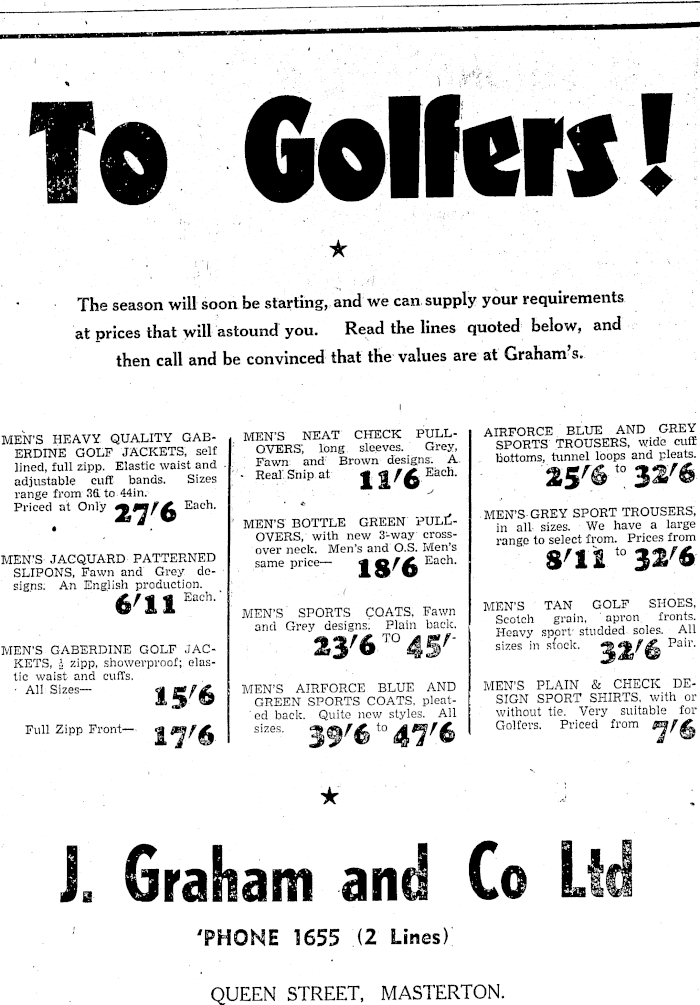 To Golfers!
The season will soon be starting, and we can supply your requirements
at prices that will astound you. Read the lines quoted below, and
then call and be convinced that the values are at Graham's.
MEN'S HEAVY QUALITY GAB-
ERDINE GOLF JACKETS, self
lined, full zipp. Elastic waist and
adjustable cuff bands. Sizes
range from 36 to 44in.
Priced at Only 27/6 Each.
MEN'S JACQUARD PATTERNED
SLIPONS, Fawn and Grey de-
signs. An English production.
6/11 Each.
MEN'S GABERDINE GOLF JAC-
KETS, ½ zipp, showerproof; elas-
tic waist and cuffs.
All Sizes— 15/6
Full Zipp Front— 17/6
MEN'S NEAT CHECK PULL-
OVERS, long sleeves. Grey,
Fawn and Brown designs. A
Real Snip at 11/6 Each.
MEN'S BOTTLE GREEN PULL-
OVERS, with new 3-way cross-
over neck. Men's and O.S. Men's
same price— 18/6 Each.
MEN'S SPORTS COATS, Fawn
and Grey designs. Plain back.
23/6 TO 45/-
MEN'S AIRFORCE BLUE AND
GREEN SPORTS COATS, pleat-
ed back. Quite new styles. All
sizes. 39/6 to 47/6
AIRFORCE BLUE AND GREY
SPORTS TROUSERS, wide cuff
bottoms, tunnel loops and pleats.
25/6 to 32/6
MEN'S GREY SPORT TROUSERS,
in all sizes. We have a large
range to select from. Prices from
8/11 to 32/6
MEN'S TAN GOLF SHOES,
Scotch grain, apron fronts.
Heavy sport studded soles. All
sizes in stock. 32/6 Pair.
MEN'S PLAIN & CHECK DE-
SIGN SPORT SHIRTS, with or
without tie. Very suitable for
Golfers. Priced from 7/6
J. Graham and Co Ltd
'PHONE 1655 (2 Lines)
QUEEN STREET, MASTERTON.